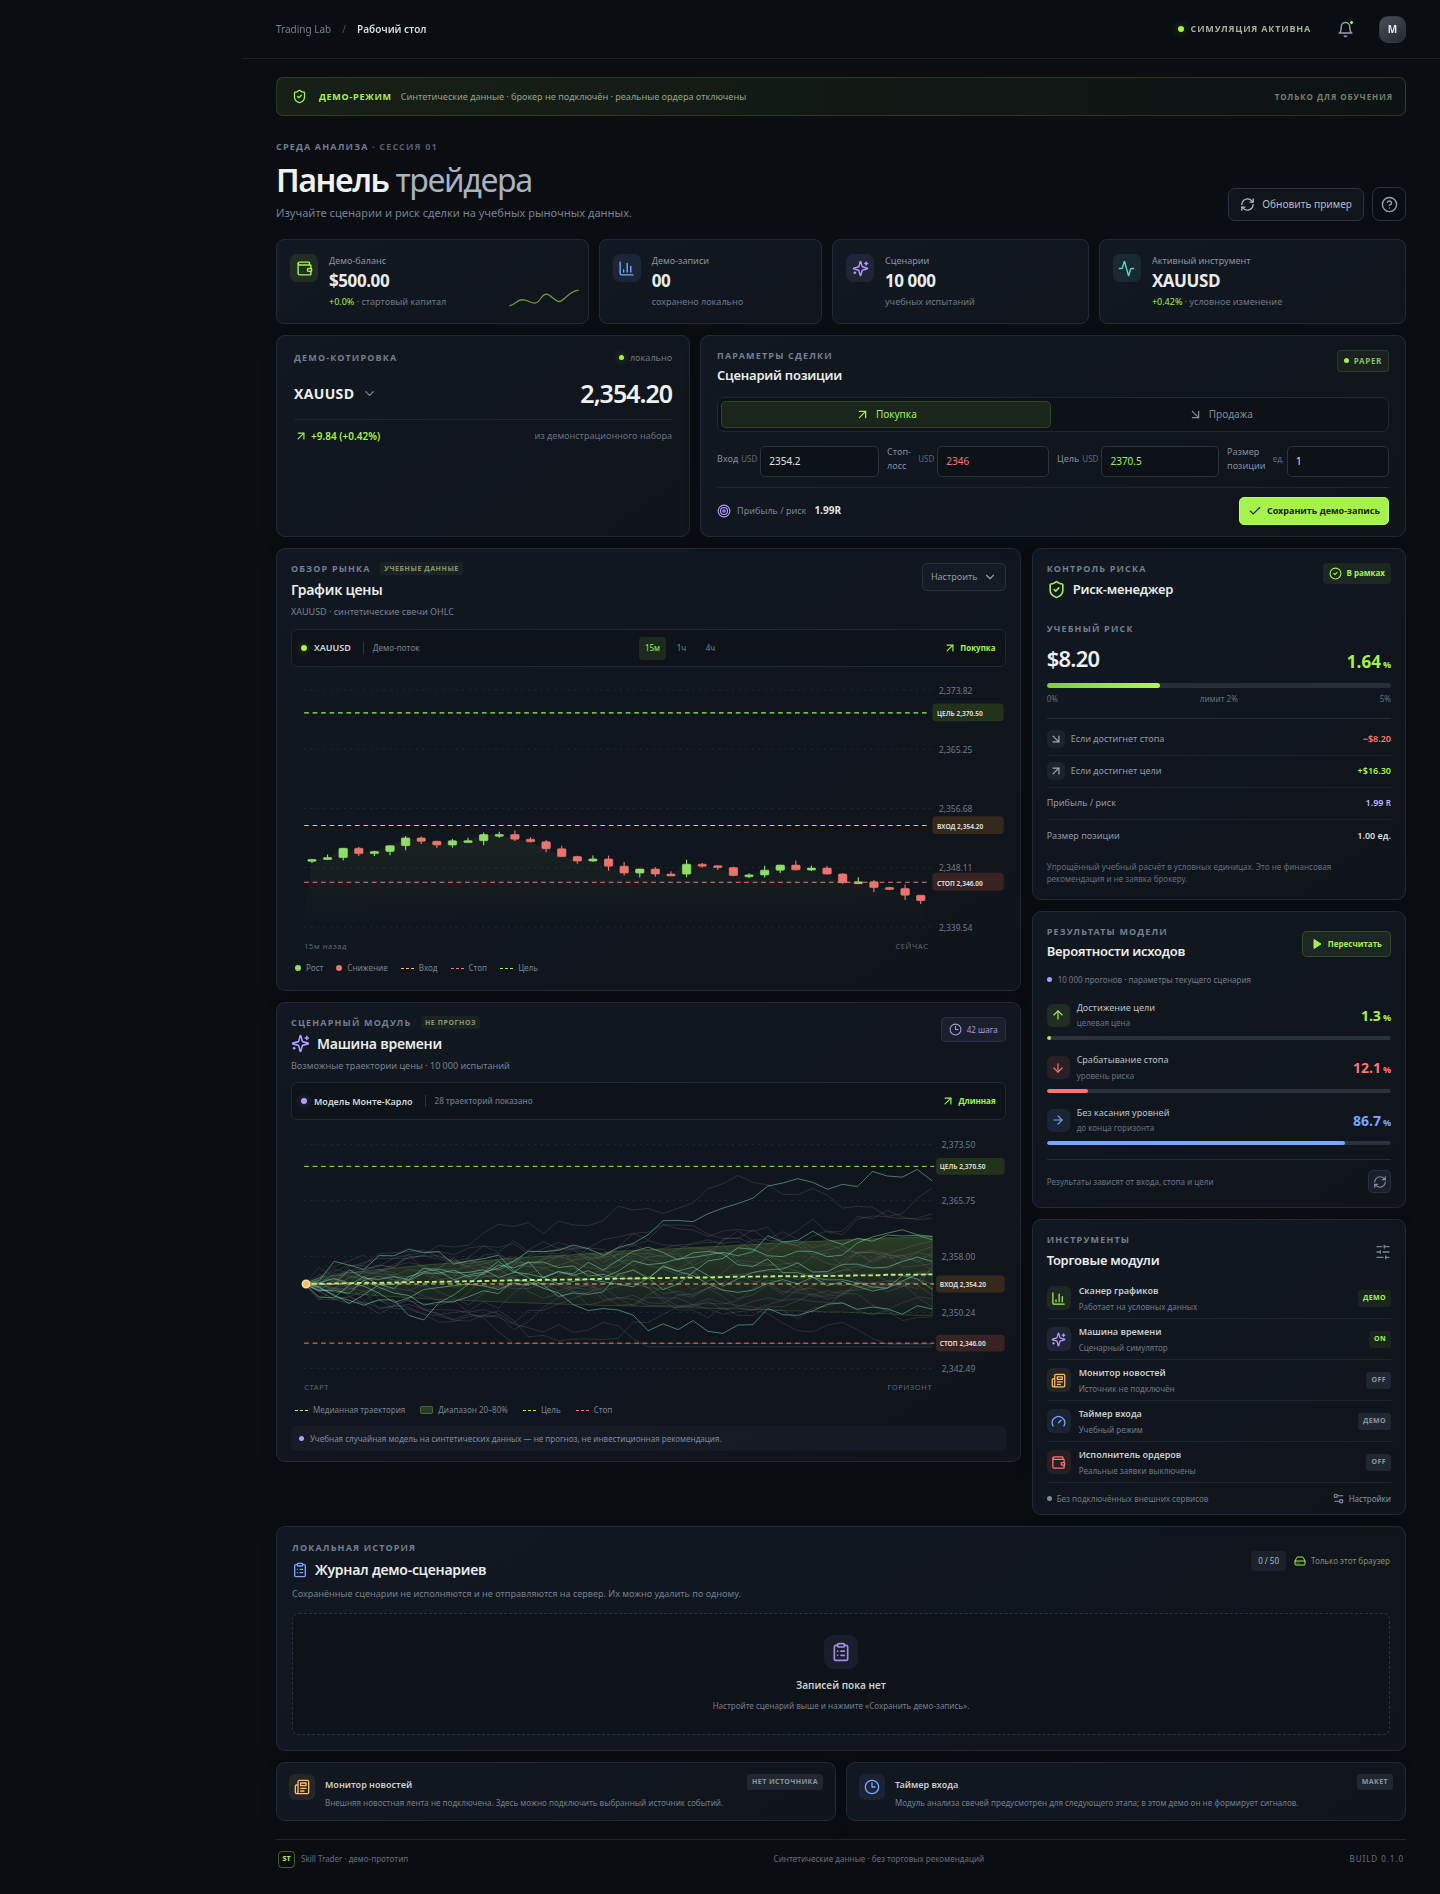 Trading Lab / Рабочий стол
СИМУЛЯЦИЯ АКТИВНА
M
ДЕМО-РЕЖИМ Синтетические данные · брокер не подключён · реальные ордера отключены
ТОЛЬКО ДЛЯ ОБУЧЕНИЯ
СРЕДА АНАЛИЗА · СЕССИЯ 01
Панель трейдера
Изучайте сценарии и риск сделки на учебных рыночных данных.
Обновить пример
Демо-баланс
$500.00
+0.0% · стартовый капитал
Демо-записи
00
сохранено локально
Сценарии
10 000
учебных испытаний
Активный инструмент
XAUUSD
+0.42% · условное изменение
ДЕМО-КОТИРОВКА
локально
XAUUSD
2,354.20
+9.84 (+0.42%)
из демонстрационного набора
ПАРАМЕТРЫ СДЕЛКИ
Сценарий позиции
PAPER
Покупка
Продажа
Вход USD 2354.2
Стоп-
лосс
USD 2346
Цель USD 2370.5
Размер
позиции
ед. 1
Прибыль / риск 1.99R
Сохранить демо-запись
ОБЗОР РЫНКА УЧЕБНЫЕ ДАННЫЕ
График цены
XAUUSD · синтетические свечи OHLC
Настроить
XAUUSD Демо-поток
15м 1ч 4ч
Покупка
2,373.82
ЦЕЛЬ 2,370.50
2,365.25
2,356.68
ВХОД 2,354.20
2,348.11
СТОП 2,346.00
2,339.54
15м назад
СЕЙЧАС
Рост Снижение Вход Стоп Цель
КОНТРОЛЬ РИСКА
Риск-менеджер
В рамках
УЧЕБНЫЙ РИСК
$8.20
1.64 %
0% лимит 2% 5%
Если достигнет стопа −$8.20
Если достигнет цели +$16.30
Прибыль / риск 1.99 R
Размер позиции 1.00 ед.
Упрощённый учебный расчёт в условных единицах. Это не финансовая
рекомендация и не заявка брокеру.
СЦЕНАРНЫЙ МОДУЛЬ НЕ ПРОГНОЗ
Машина времени
Возможные траектории цены · 10 000 испытаний
42 шага
Модель Монте-Карло 28 траекторий показано
Длинная
2,373.50
ЦЕЛЬ 2,370.50
2,365.75
2,358.00
ВХОД 2,354.20
2,350.24
СТОП 2,346.00
2,342.49
СТАРТ
ГОРИЗОНТ
Медианная траектория Диапазон 20–80% Цель Стоп
Учебная случайная модель на синтетических данных — не прогноз, не инвестиционная рекомендация.
РЕЗУЛЬТАТЫ МОДЕЛИ
Вероятности исходов
Пересчитать
10 000 прогонов · параметры текущего сценария
Достижение цели
целевая цена
1.3 %
Срабатывание стопа
уровень риска
12.1 %
Без касания уровней
до конца горизонта
86.7 %
Результаты зависят от входа, стопа и цели
ИНСТРУМЕНТЫ
Торговые модули
Сканер графиков
Работает на условных данных
ДЕМО
Машина времени
Сценарный симулятор
ON
Монитор новостей
Источник не подключён
OFF
Таймер входа
Учебный режим
ДЕМО
Исполнитель ордеров
Реальные заявки выключены
OFF
Без подключённых внешних сервисов
Настройки
ЛОКАЛЬНАЯ ИСТОРИЯ
Журнал демо-сценариев
0 / 50 Только этот браузер
Сохранённые сценарии не исполняются и не отправляются на сервер. Их можно удалить по одному.
Записей пока нет
Настройте сценарий выше и нажмите «Сохранить демо-запись».
Монитор новостей
НЕТ ИСТОЧНИКА
Внешняя новостная лента не подключена. Здесь можно подключить выбранный источник событий.
Таймер входа
МАКЕТ
Модуль анализа свечей предусмотрен для следующего этапа; в этом демо он не формирует сигналов.
ST Skill Trader · демо-прототип
Синтетические данные · без торговых рекомендаций
BUILD 0.1.0